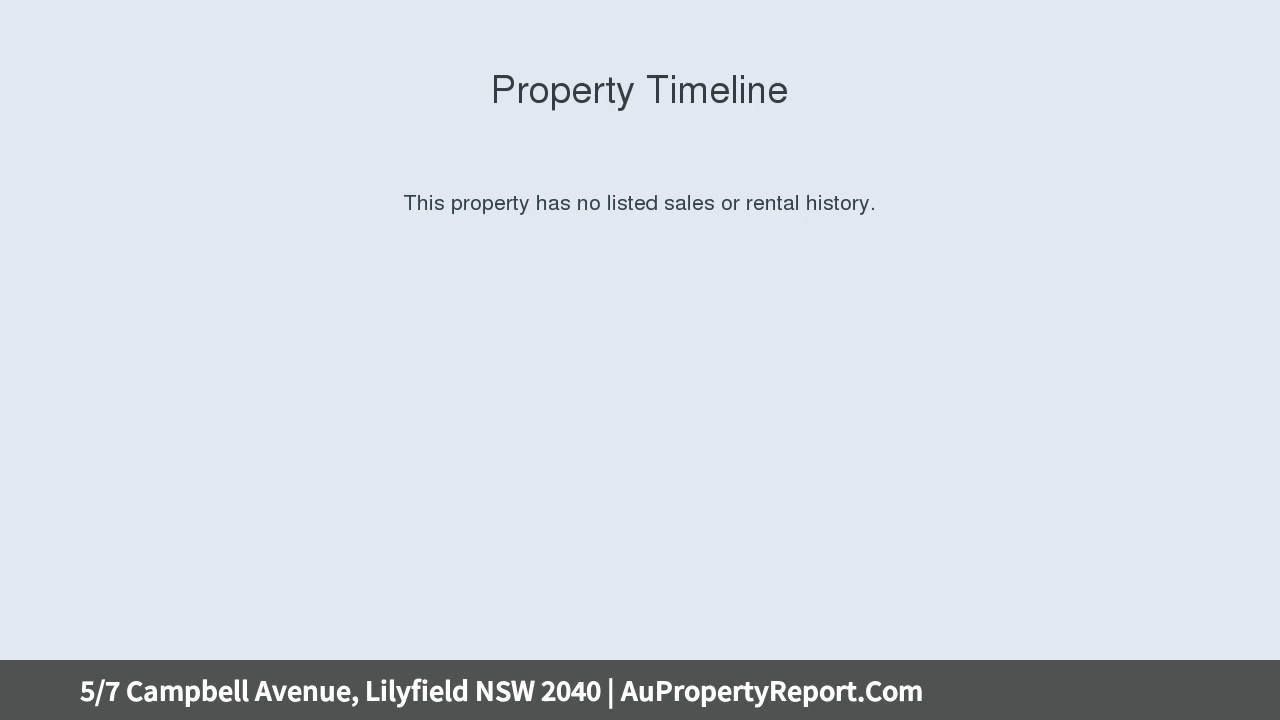 Property Timeline
This property has no listed sales or rental history.
5/7 Campbell Avenue, Lilyfield NSW 2040 | AuPropertyReport.Com